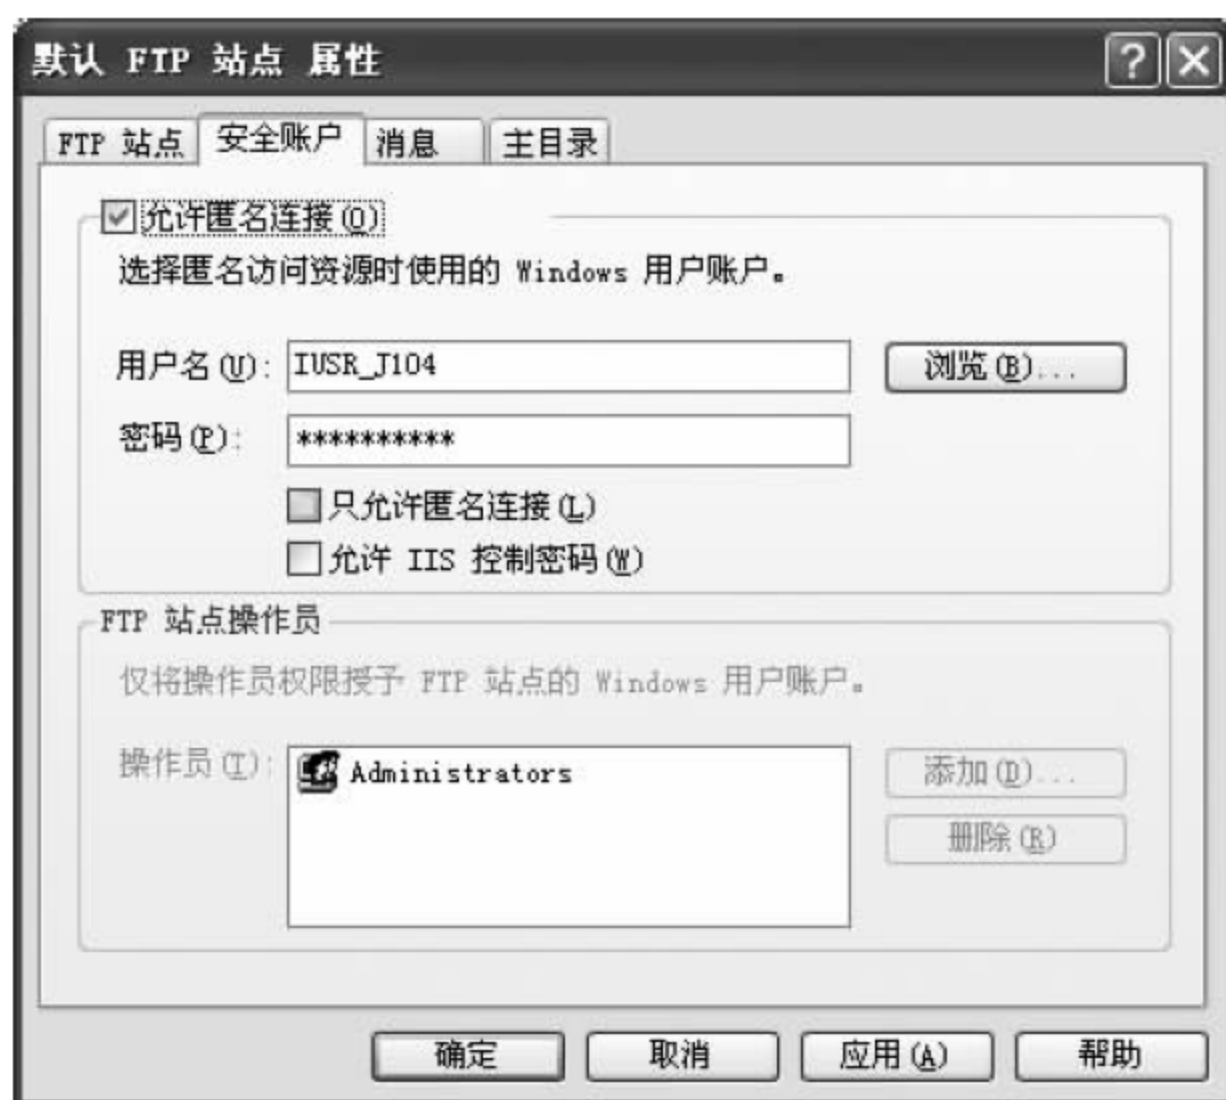 默认 FTP 站点 属性
FTP 站点 安全账户 消息 主目录
允许匿名连接(O)
选择匿名访问资源时使用的 Windows 用户账户。
用户名(U): IUSR_J104 浏览(B)...
密码(P): **********
只允许匿名连接(L)
允许 IIS 控制密码(W)
FTP 站点操作员
仅将操作员权限授予 FTP 站点的 Windows 用户账户。
操作员(T): Administrators 添加(D)...
删除(R)
确定 取消 应用(A) 帮助